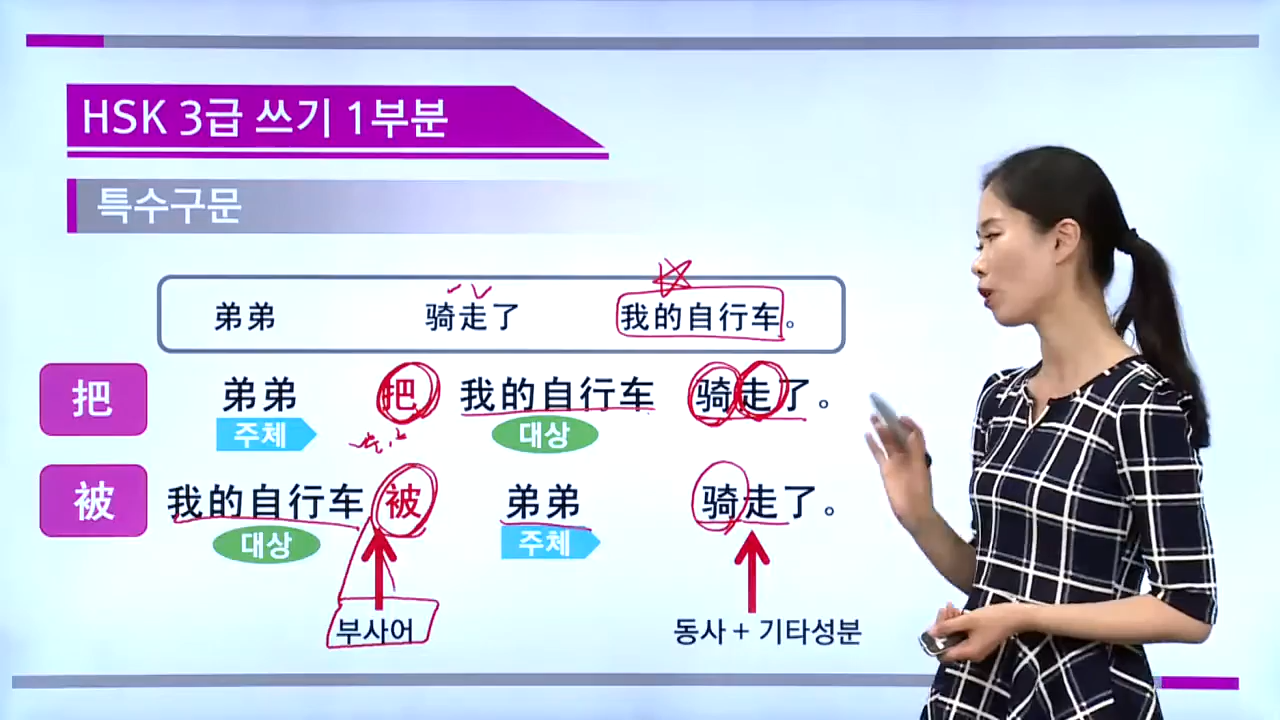 HSK 3급 쓰기 1부분
특수구문
弟弟 骑走了 我的自行车。
把 弟弟 把 我的自行车 骑走了。
주체 대상
被 我的自行车 被 弟弟 骑走了。
대상 주체
부사어 동사 + 기타성분